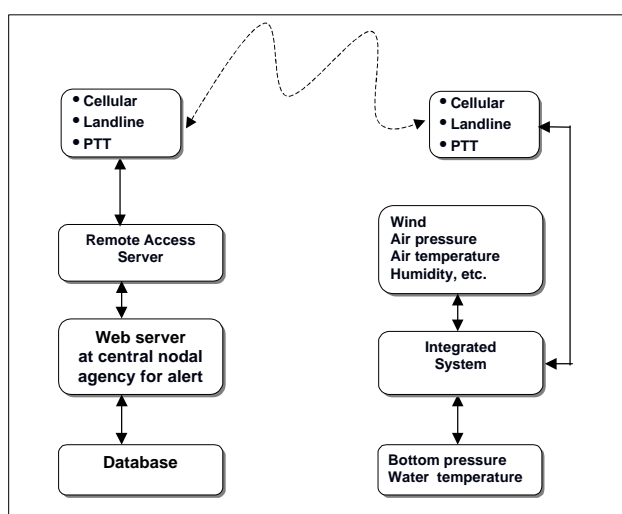 • Cellular
• Landline
• PTT
Remote Access
Server
Web server
at central nodal
agency for alert
Database
• Cellular
• Landline
• PTT
Wind
Air pressure
Air temperature
Humidity, etc.
Integrated
System
Bottom pressure
Water temperature